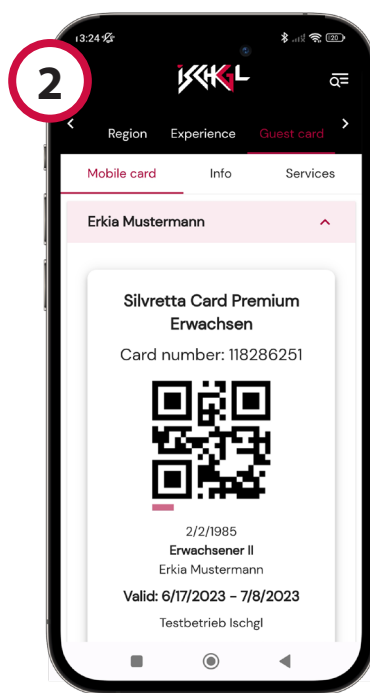 2
13:24
120
ISCHGL
Region Experience Guest card
Mobile card Info Services
Erkia Mustermann
Silvretta Card Premium
Erwachsen
Card number: 118286251
2/2/1985
Erwachsener II
Erkia Mustermann
Valid: 6/17/2023 - 7/8/2023
Testbetrieb Ischgl